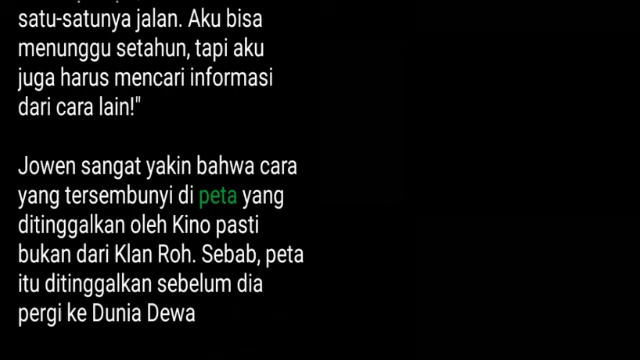 satu-satunya jalan. Aku bisa
menunggu setahun, tapi aku
juga harus mencari informasi
dari cara lain!"
Jowen sangat yakin bahwa cara
yang tersembunyi di peta yang
ditinggalkan oleh Kino pasti
bukan dari Klan Roh. Sebab, peta
itu ditinggalkan sebelum dia
pergi ke Dunia Dewa